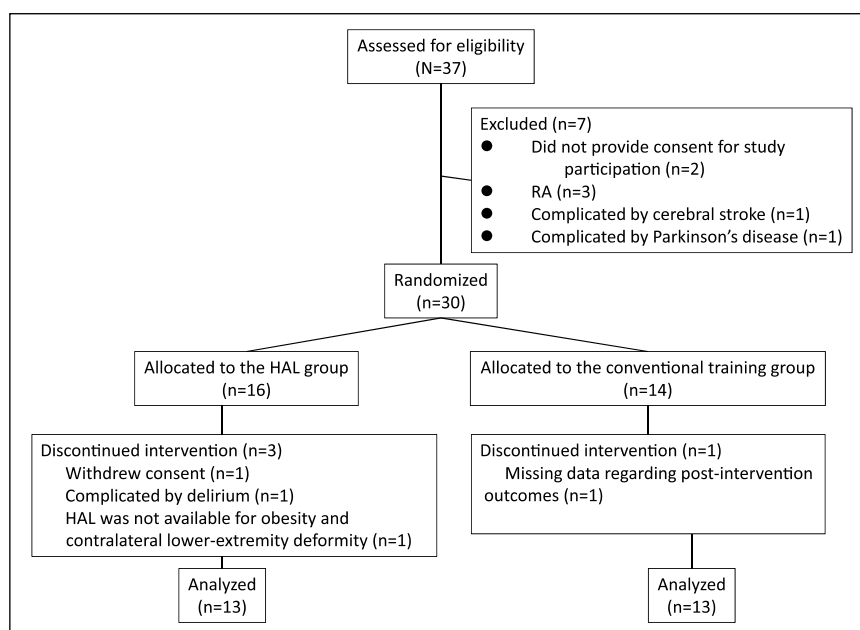 Assessed for eligibility
(N=37)
Excluded (n=7)
● Did not provide consent for study
participation (n=2)
● RA (n=3)
● Complicated by cerebral stroke (n=1)
● Complicated by Parkinson’s disease (n=1)
Randomized
(n=30)
Allocated to the HAL group
(n=16)
Allocated to the conventional training group
(n=14)
Discontinued intervention (n=3)
Withdrew consent (n=1)
Complicated by delirium (n=1)
HAL was not available for obesity and
contralateral lower-extremity deformity (n=1)
Discontinued intervention (n=1)
Missing data regarding post-intervention
outcomes (n=1)
Analyzed
(n=13)
Analyzed
(n=13)